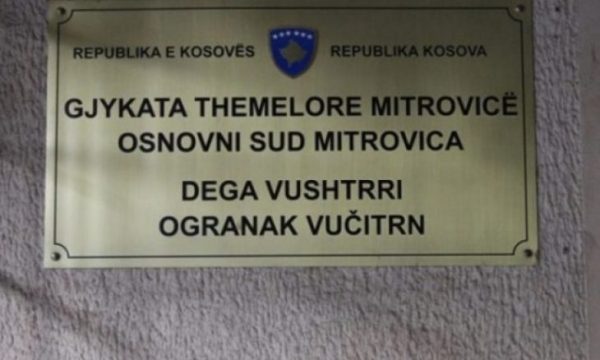 REPUBLIKA E KOSOVËS REPUBLIKA KOSOVA
GJYKATA THEMELORE MITROVICË
OSNOVNI SUD MITROVICA
DEGA VUSHTRRI
OGRANAK VUČITRN